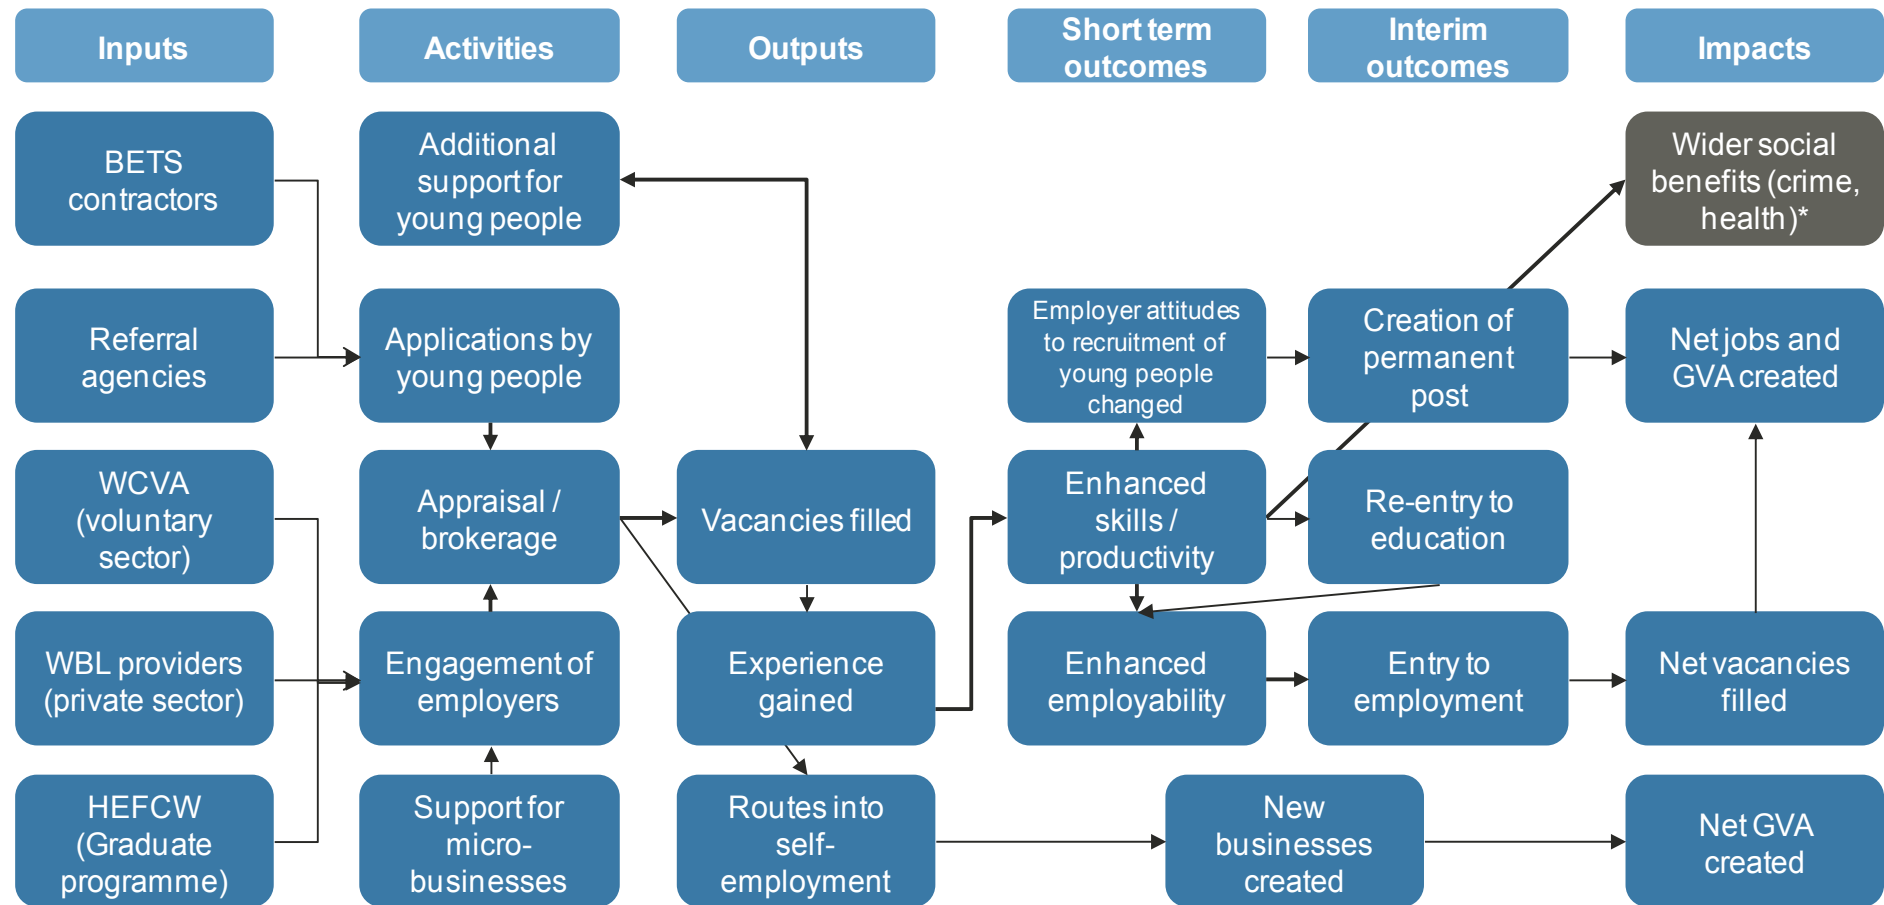 Inputs
Activities
Outputs
Short term
outcomes
Interim
outcomes
Impacts
BETS
contractors
Additional
support for
young people
Wider social
benefits (crime,
health)*
Referral
agencies
Applications by
young people
Employer attitudes
to recruitment of
young people
changed
Creation of
permanent
post
Net jobs and
GVA created
WCVA
(voluntary
sector)
Appraisal /
brokerage
Vacancies filled
Enhanced
skills /
productivity
Re-entry to
education
WBL providers
(private sector)
Engagement of
employers
Experience
gained
Enhanced
employability
Entry to
employment
Net vacancies
filled
HEFCW
(Graduate
programme)
Support for
micro-
businesses
Routes into
self-
employment
New
businesses
created
Net GVA
created